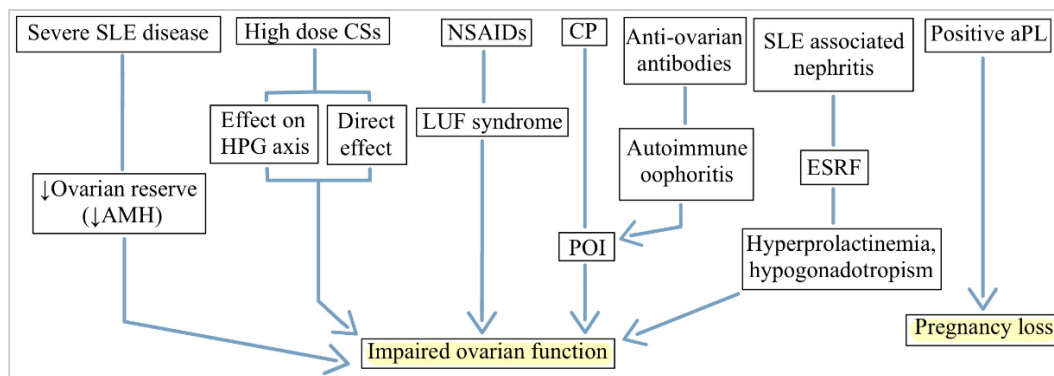 Severe SLE disease
High dose CSs
NSAIDs
CP
Anti-ovarian
antibodies
SLE associated
nephritis
Positive aPL
Effect on
HPG axis
Direct
effect
LUF syndrome
Autoimmune
oophoritis
ESRF
↓Ovarian reserve
(↓AMH)
POI
Hyperprolactinemia,
hypogonadotropism
Impaired ovarian function
Pregnancy loss